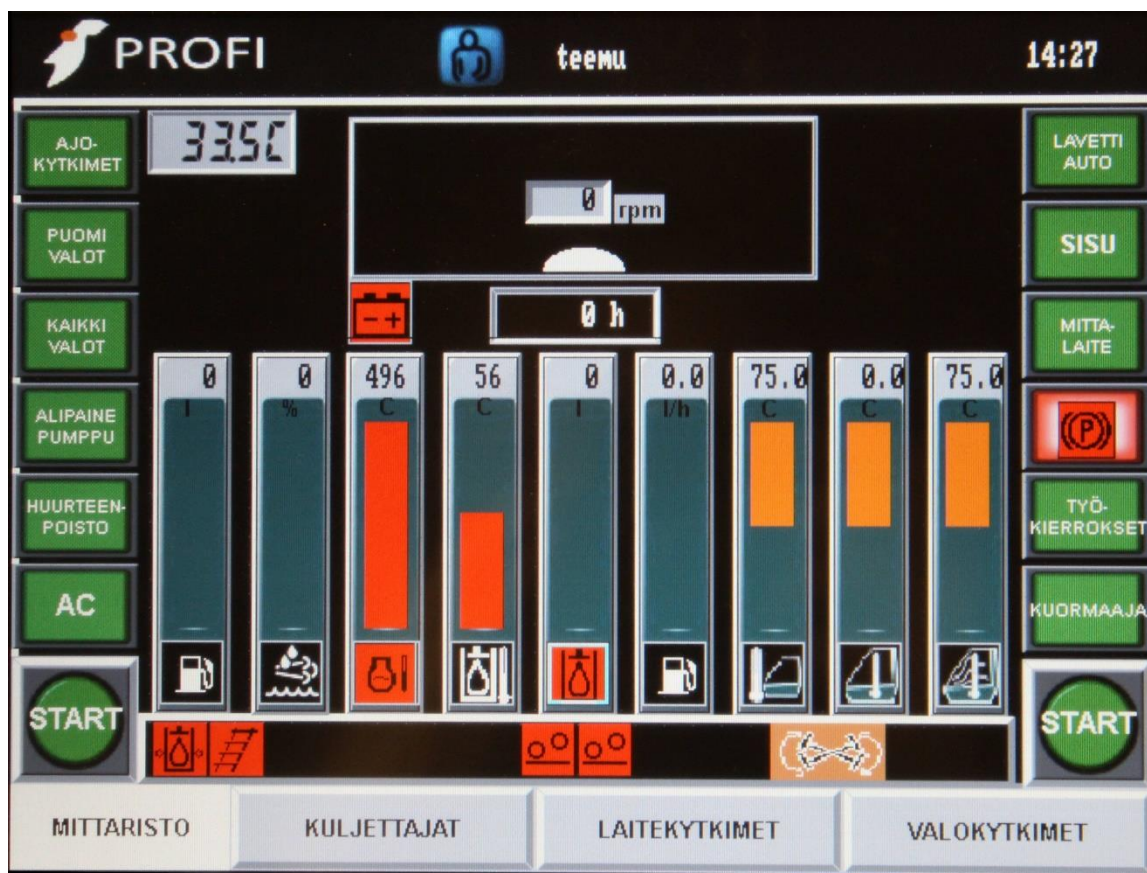 PROFI
teemu
14:27
AJO-
KYTKIMET
33.5C
0 rpm
LAVETTI
AUTO
PUOMI
VALOT
SISU
KAIKKI
VALOT
- +
0 h
MITTA-
LAITE
0 0 496 56 0 0.0 75.0 0.0 75.0
l % C C l l/h C C C
ALIPAINE
PUMPPU
(P)
HUURTEEN-
POISTO
TYÖ-
KIERROKSET
AC
KUORMAAJA
START
START
MITTARISTO KULJETTAJAT LAITEKYTKIMET VALOKYTKIMET